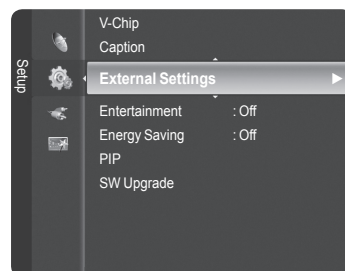 Setup
V-Chip
Caption
External Settings
Entertainment : Off
Energy Saving : Off
PIP
SW Upgrade